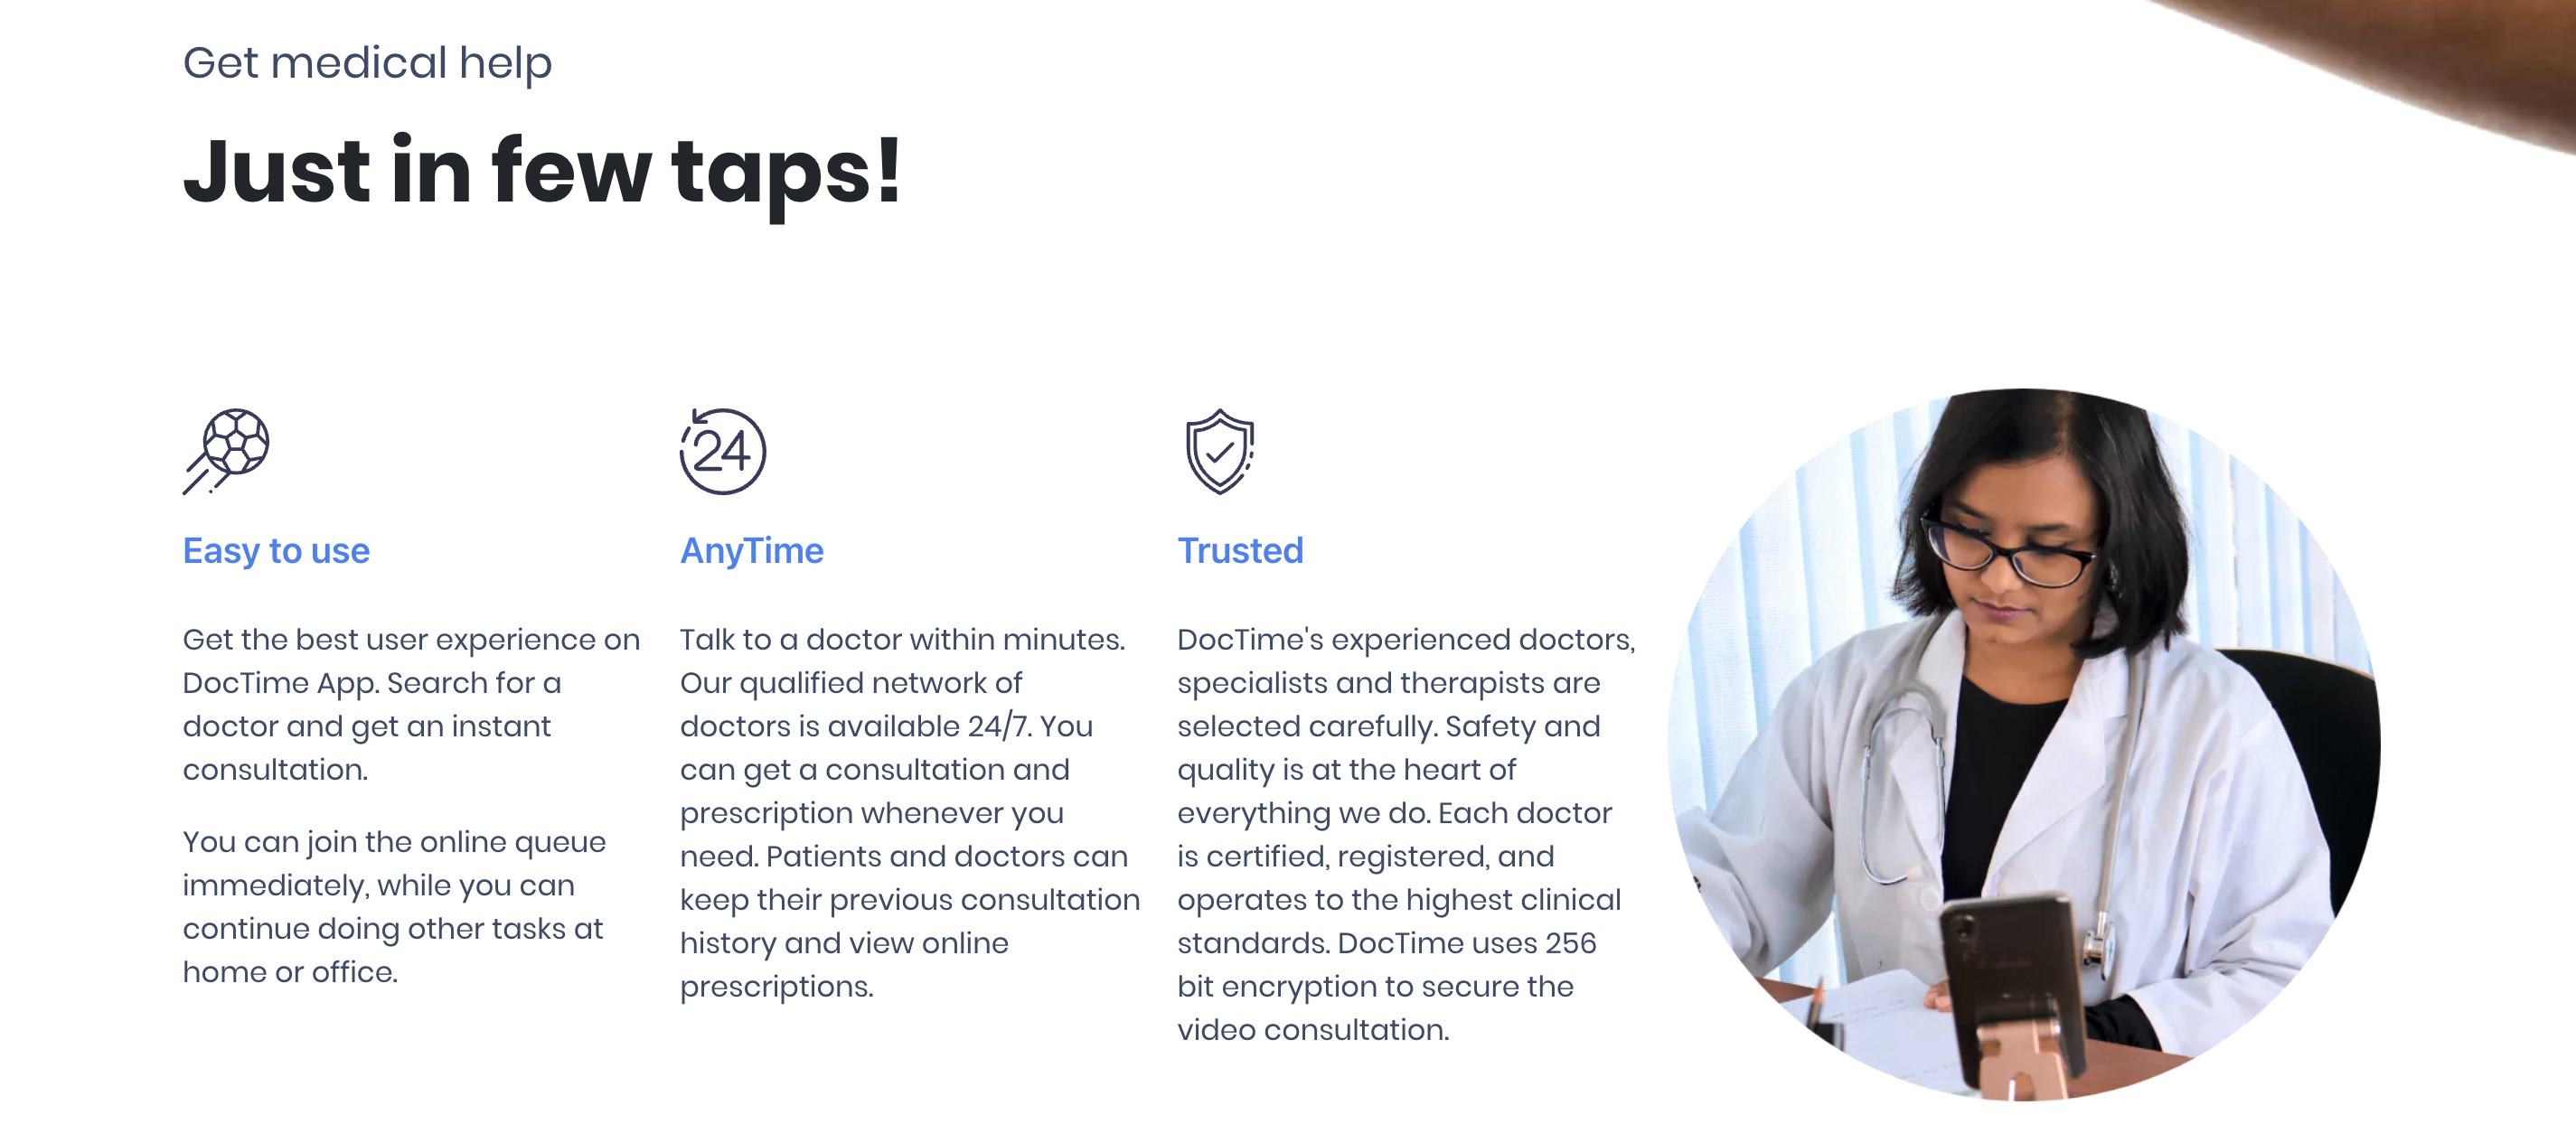 Get medical help
Just in few taps!
24
Easy to use
Get the best user experience on
DocTime App. Search for a
doctor and get an instant
consultation.
You can join the online queue
immediately, while you can
continue doing other tasks at
home or office.
AnyTime
Talk to a doctor within minutes.
Our qualified network of
doctors is available 24/7. You
can get a consultation and
prescription whenever you
need. Patients and doctors can
keep their previous consultation
history and view online
prescriptions.
Trusted
DocTime's experienced doctors,
specialists and therapists are
selected carefully. Safety and
quality is at the heart of
everything we do. Each doctor
is certified, registered, and
operates to the highest clinical
standards. DocTime uses 256
bit encryption to secure the
video consultation.